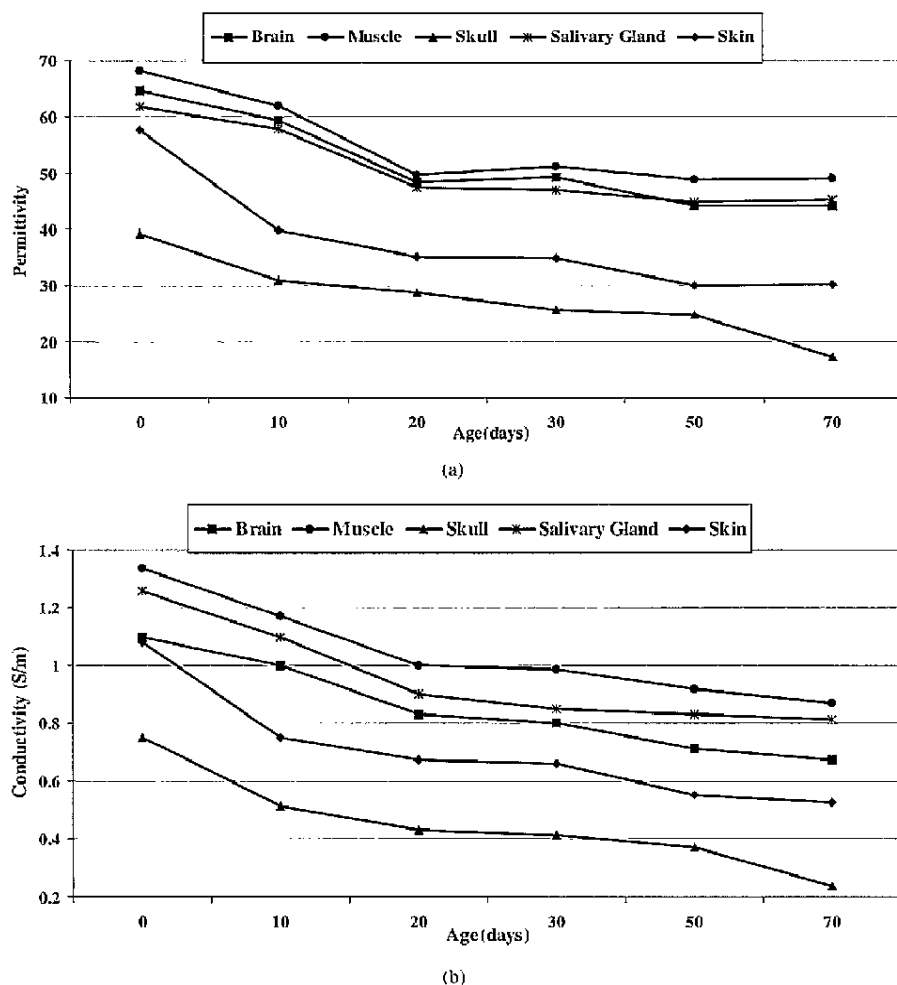 (a)
Brain Muscle Skull Salivary Gland Skin
70
60
50
40
30
20
10
Permittivity
0 10 20 30 50 70
Age(days)
(a)
Brain Muscle Skull Salivary Gland Skin
1.4
1.2
1
0.8
0.6
0.4
0.2
Conductivity (S/m)
0 10 20 30 50 70
Age(days)
(b)